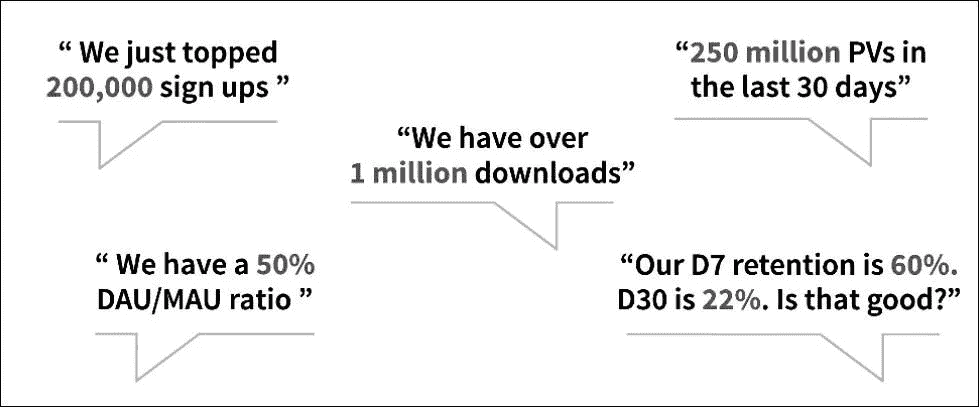 “ We just topped
200,000 sign ups ”
“250 million PVs in
the last 30 days”
“We have over
1 million downloads”
“ We have a 50%
DAU/MAU ratio ”
“Our D7 retention is 60%.
D30 is 22%. Is that good?”